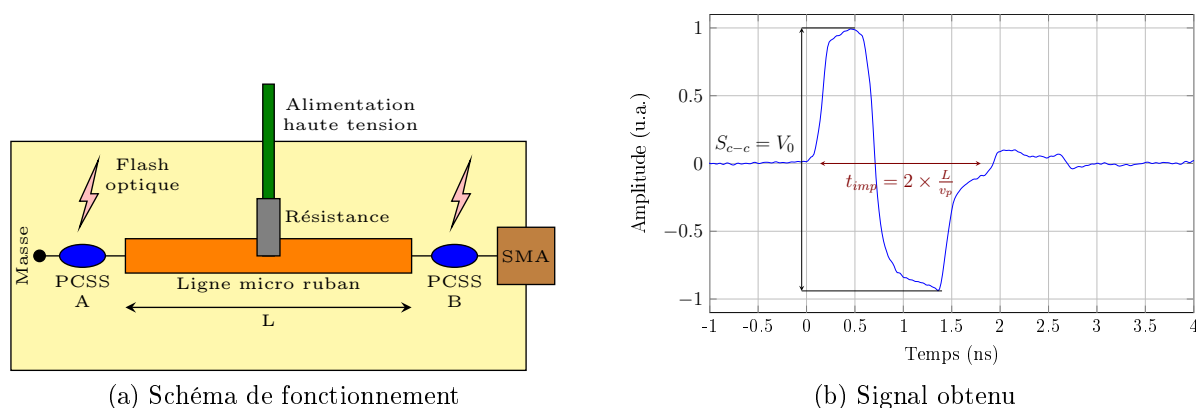 Alimentation
haute tension
Flash
optique
Résistance
Masse
SMA
PCSS
A
PCSS
B
Ligne micro ruban
L
(a) Schéma de fonctionnement
Amplitude (u.a.)
1
0.5
0
−0.5
−1
S_{c−c} = V_0
t_{imp} = 2 × \frac{L}{v_p}
-1 -0.5 0 0.5 1 1.5 2 2.5 3 3.5 4
Temps (ns)
(b) Signal obtenu